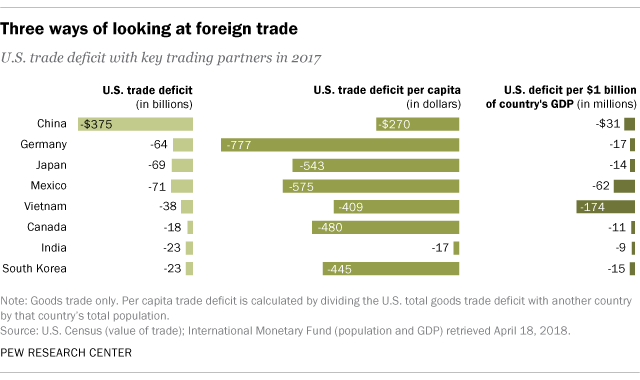 Three ways of looking at foreign trade
U.S. trade deficit with key trading partners in 2017
U.S. trade deficit U.S. trade deficit per capita U.S. deficit per $1 billion
(in billions) (in dollars) of country's GDP (in millions)
China -$375 -$270 -$31
Germany -64 -777 -17
Japan -69 -543 -14
Mexico -71 -575 -62
Vietnam -38 -409 -174
Canada -18 -480 -11
India -23 -17 -9
South Korea -23 -445 -15
Note: Goods trade only. Per capita trade deficit is calculated by dividing the U.S. total goods trade deficit with another country
by that country's total population.
Source: U.S. Census (value of trade); International Monetary Fund (population and GDP) retrieved April 18, 2018.
PEW RESEARCH CENTER